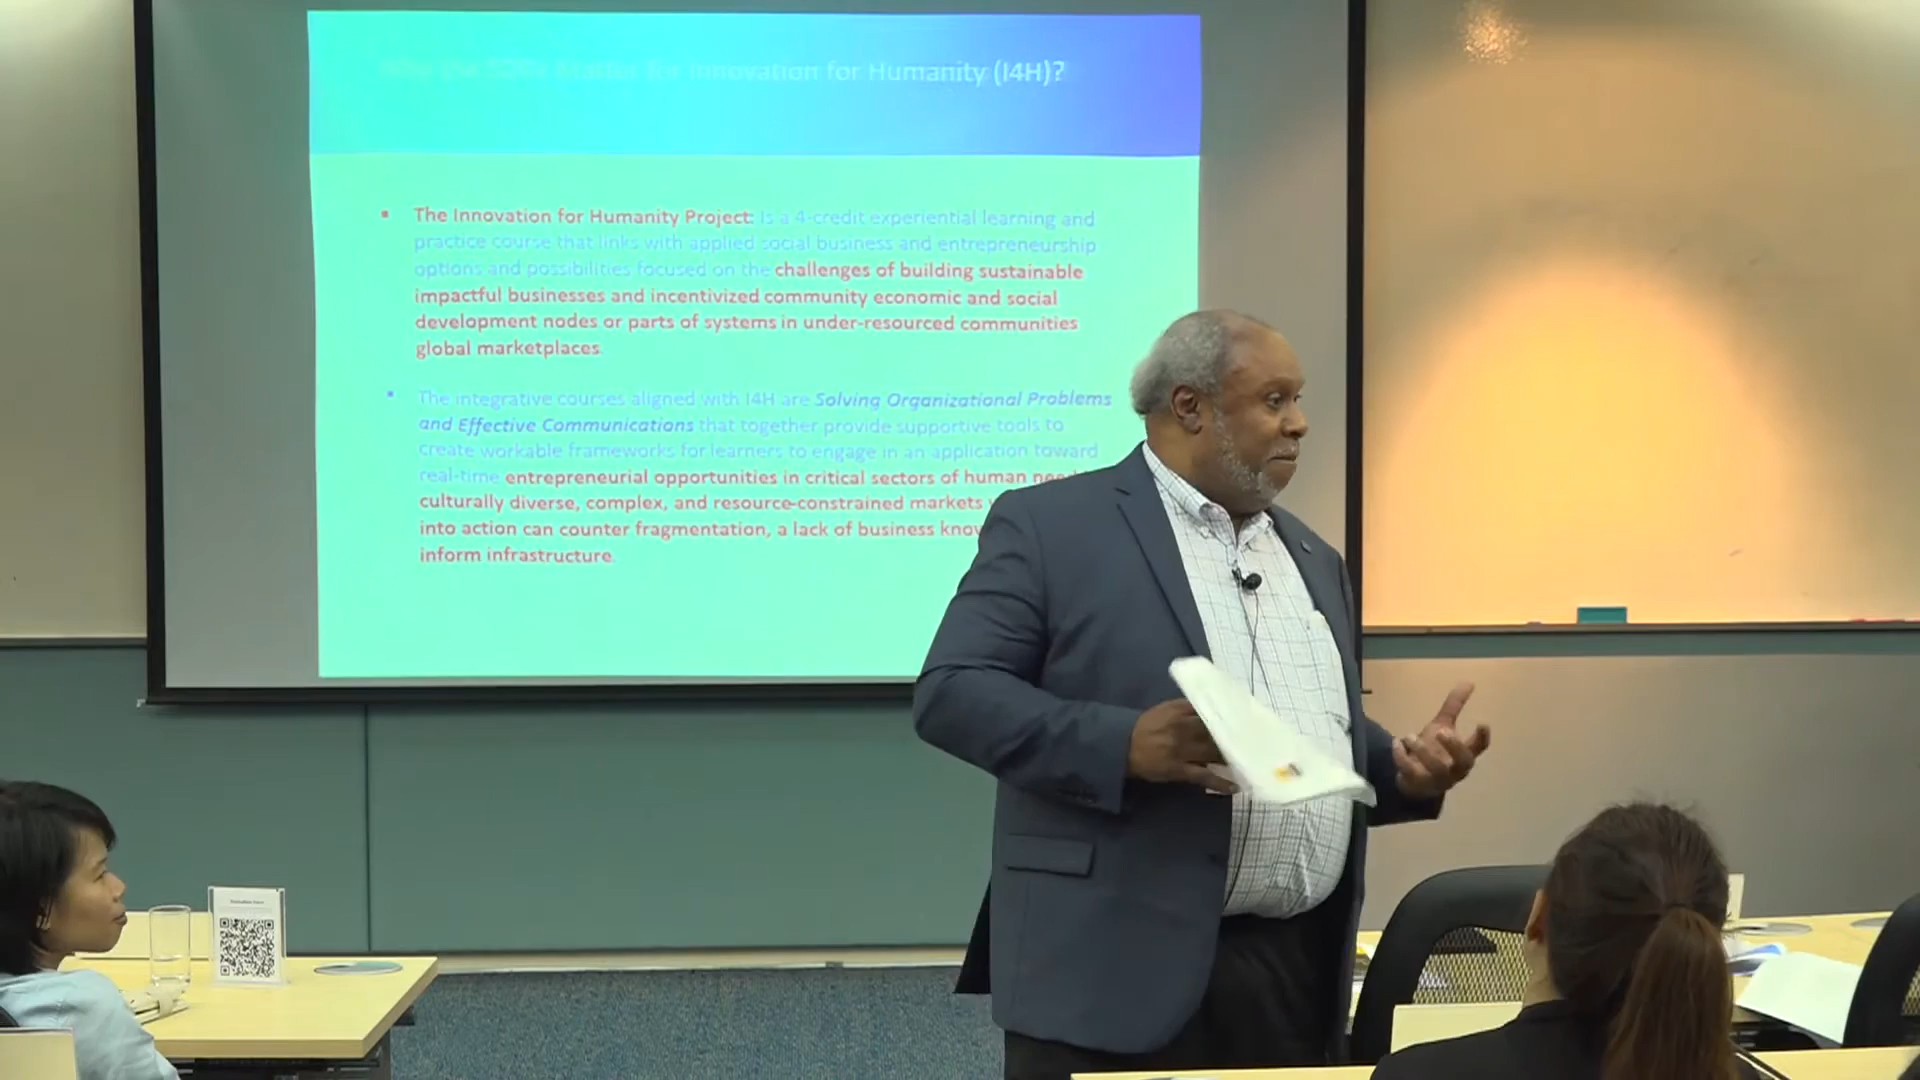 Why the SDGs Matter for Innovation for Humanity (I4H)?
The Innovation for Humanity Project: Is a 4-credit experiential learning and
practice course that links with applied social business and entrepreneurship
options and possibilities focused on the challenges of building sustainable
impactful businesses and incentivized community economic and social
development nodes or parts of systems in under-resourced communities
global marketplaces.
The integrative courses aligned with I4H are Solving Organizational Problems
and Effective Communications that together provide supportive tools to
create workable frameworks for learners to engage in an application toward
real-time entrepreneurial opportunities in critical sectors of human
culturally diverse, complex, and resource-constrained markets
into action can counter fragmentation, a lack of business
inform infrastructure.